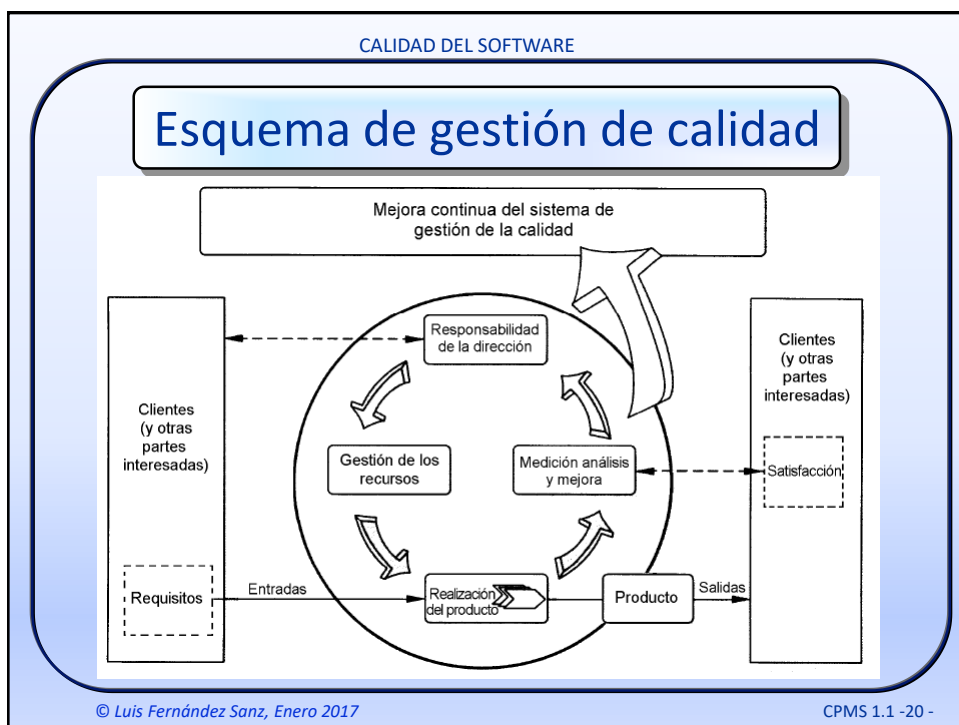 CALIDAD DEL SOFTWARE
Esquema de gestión de calidad
Mejora continua del sistema de
gestión de la calidad
Responsabilidad
de la dirección
Clientes
(y otras
partes
interesadas)
Clientes
(y otras
partes
interesadas)
Gestión de los
recursos
Medición análisis
y mejora
Satisfacción
Requisitos
Entradas
Realización
del producto
Producto
Salidas
© Luis Fernández Sanz, Enero 2017
CPMS 1.1 -20 -